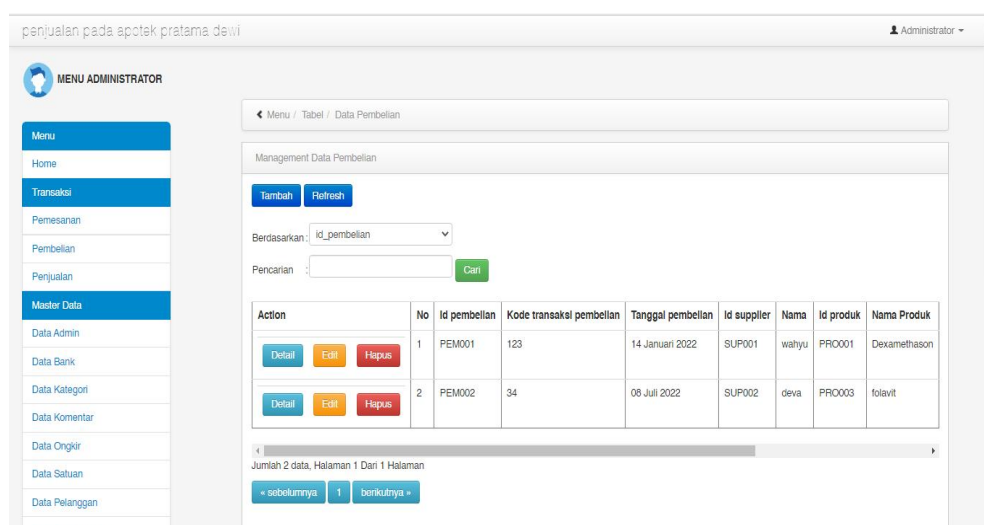 penjualan pada apotek pratama dewi
Administrator
MENU ADMINISTRATOR
Menu
Home
Transaksi
Pemesanan
Pembelian
Penjualan
Master Data
Data Admin
Data Bank
Data Kategori
Data Komentar
Data Ongkir
Data Satuan
Data Pelanggan
Menu / Tabel / Data Pembelian
Management Data Pembelian
Tambah Refresh
Berdasarkan : id_pembelian
Pencarian : Cari
Action No Id pembelian Kode transaksi pembelian Tanggal pembelian Id supplier Nama Id produk Nama Produk
Detail Edit Hapus 1 PEM001 123 14 Januari 2022 SUP001 wahyu PRO001 Dexamethason
Detail Edit Hapus 2 PEM002 34 08 Juli 2022 SUP002 deva PRO003 folavit
Jumlah 2 data, Halaman 1 Dari 1 Halaman
« sebelumnya 1 berikutnya »